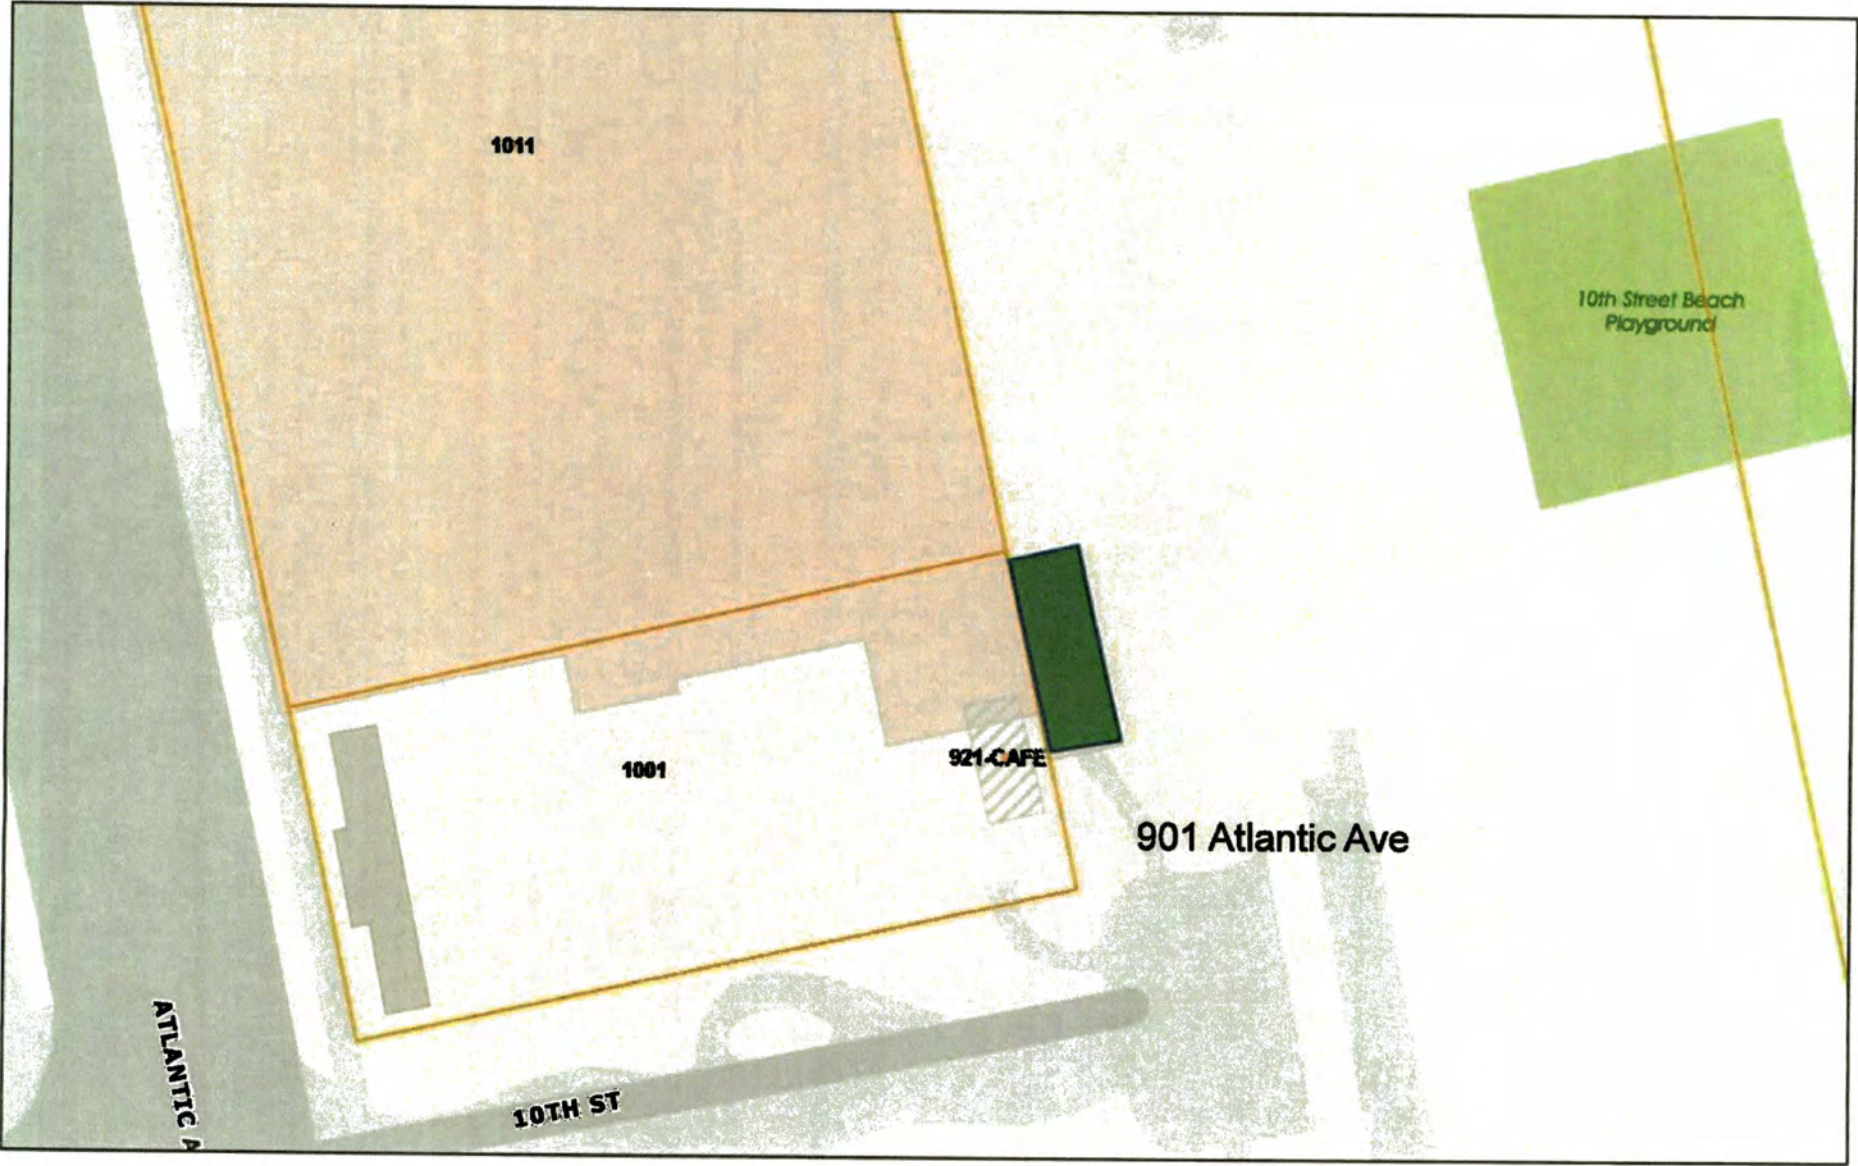 1011
10th Street Beach
Playground
921-CAFE
1001
901 Atlantic Ave
ATLANTIC A
10TH ST